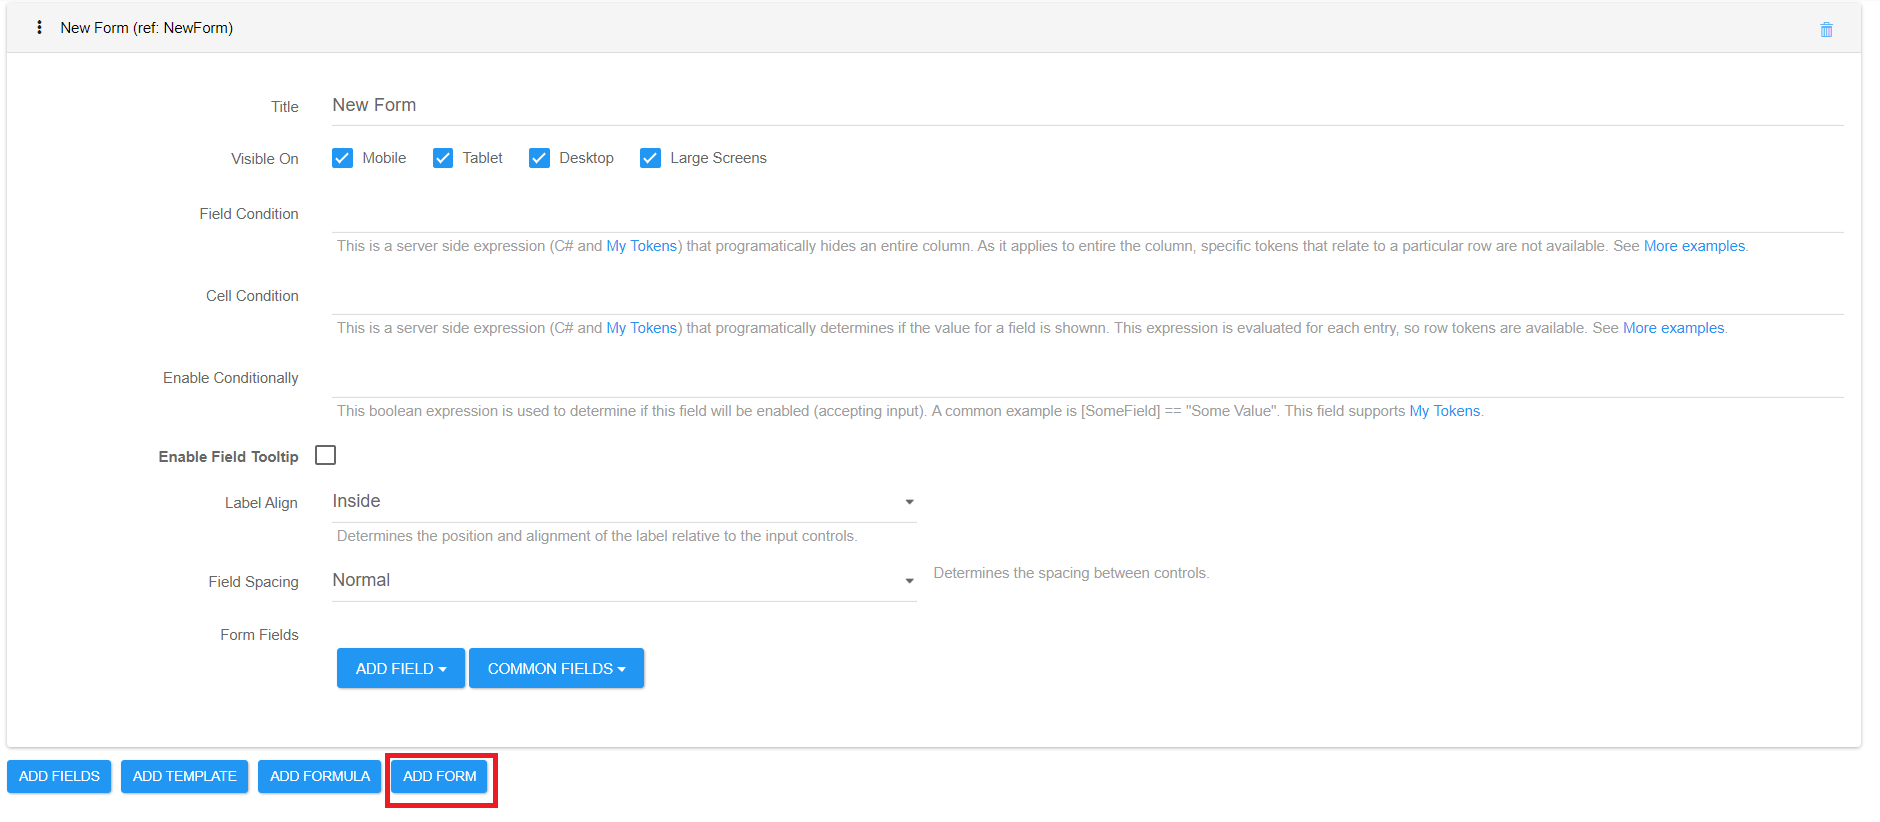 New Form (ref: NewForm)
Title New Form
Visible On Mobile Tablet Desktop Large Screens
Field Condition
This is a server side expression (C# and My Tokens) that programatically hides an entire column. As it applies to entire the column, specific tokens that relate to a particular row are not available. See More examples.
Cell Condition
This is a server side expression (C# and My Tokens) that programatically determines if the value for a field is shownn. This expression is evaluated for each entry, so row tokens are available. See More examples.
Enable Conditionally
This boolean expression is used to determine if this field will be enabled (accepting input). A common example is [SomeField] == "Some Value". This field supports My Tokens.
Enable Field Tooltip
Label Align Inside
Determines the position and alignment of the label relative to the input controls.
Field Spacing Normal Determines the spacing between controls.
Form Fields
ADD FIELD COMMON FIELDS
ADD FIELDS ADD TEMPLATE ADD FORMULA ADD FORM